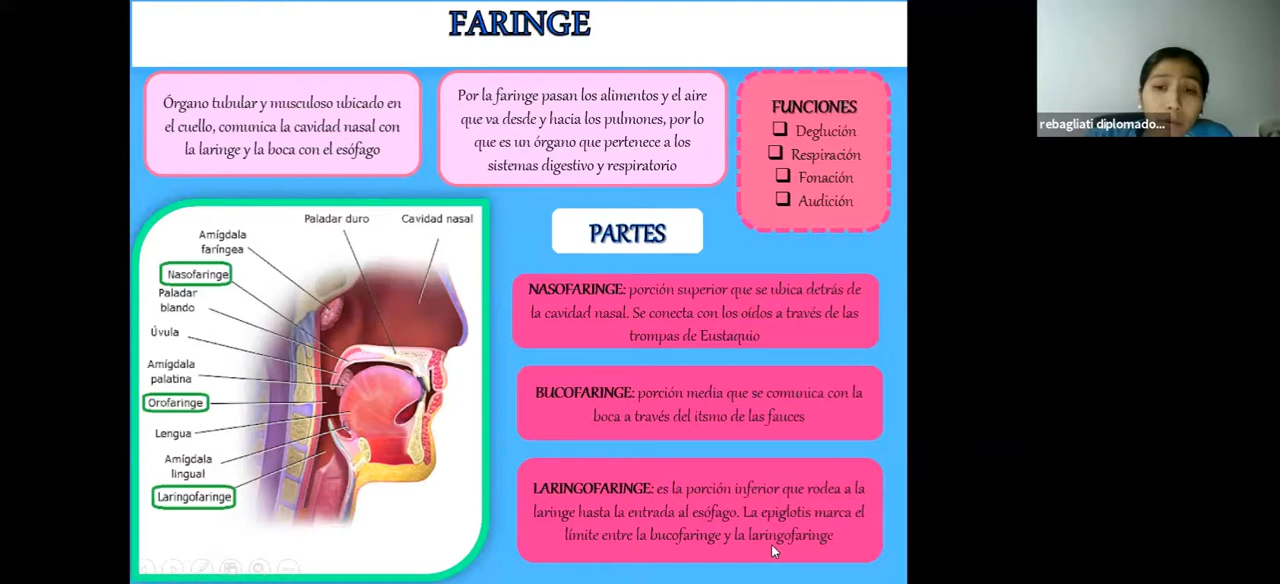 FARINGE
Órgano tubular y musculoso ubicado en
el cuello, comunica la cavidad nasal con
la laringe y la boca con el esófago
Por la faringe pasan los alimentos y el aire
que va desde y hacia los pulmones, por lo
que es un órgano que pertenece a los
sistemas digestivo y respiratorio
FUNCIONES
Deglución
Respiración
Fonación
Audición
rebagliati diplomado...
Paladar duro
Cavidad nasal
Amígdala
faríngea
Nasofaringe
Paladar
blando
Úvula
Amígdala
palatina
Orofaringe
Lengua
Amígdala
lingual
Laringofaringe
PARTES
NASOFARINGE: porción superior que se ubica detrás de
la cavidad nasal. Se conecta con los oídos a través de las
trompas de Eustaquio
BUCOFARINGE: porción media que se comunica con la
boca a través del itsmo de las fauces
LARINGOFARINGE: es la porción inferior que rodea a la
laringe hasta la entrada al esófago. La epiglotis marca el
límite entre la bucofaringe y la laringofaringe